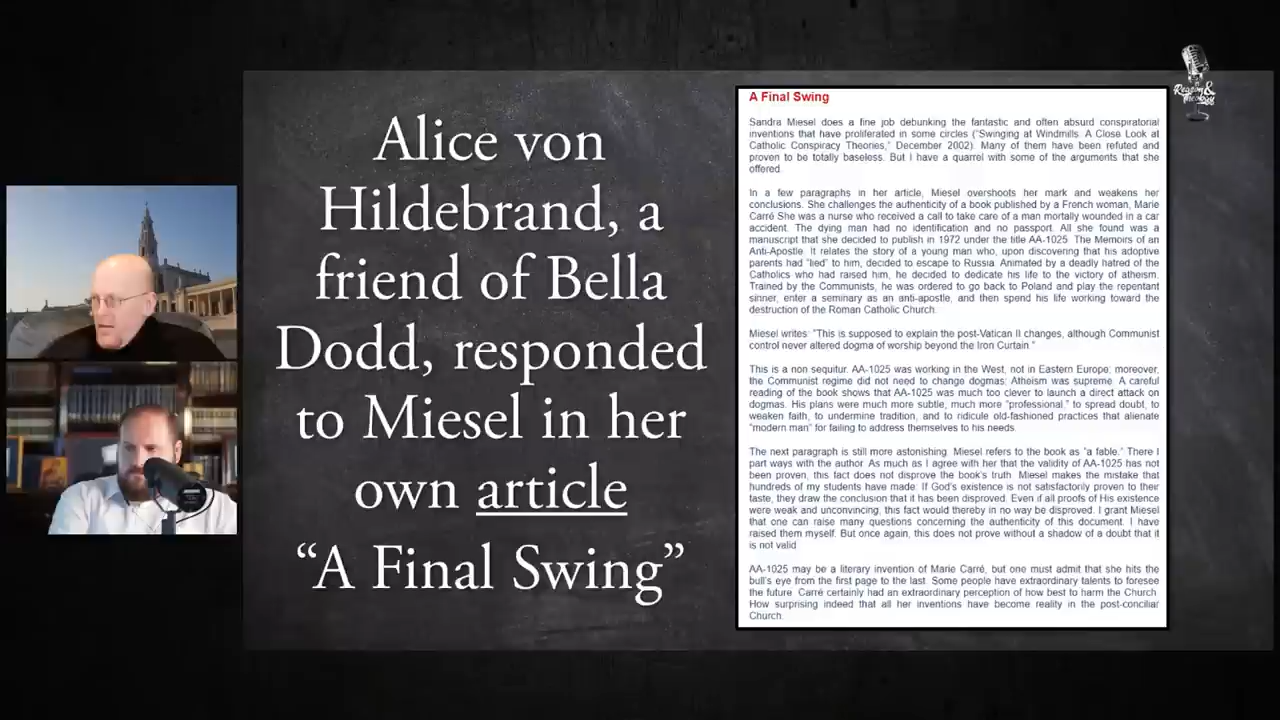 Alice von
Hildebrand, a
friend of Bella
Dodd, responded
to Miesel in her
own article
“A Final Swing”
A Final Swing
Sandra Miesel does a fine job debunking the fantastic and often absurd conspiratorial
inventions that have proliferated in some circles ("Swinging at Windmills. A Close Look at
Catholic Conspiracy Theories," December 2002). Many of them have been refuted and
proven to be totally baseless. But I have a quarrel with some of the arguments that she
offered.
In a few paragraphs in her article, Miesel overshoots her mark and weakens her
conclusions. She challenges the authenticity of a book published by a French woman, Marie
Carré She was a nurse who received a call to take care of a man mortally wounded in a car
accident. The dying man had no identification and no passport. All she found was a
manuscript that she decided to publish in 1972 under the title AA-1025 The Memoirs of an
Anti-Apostle. It relates the story of a young man who, upon discovering that his adoptive
parents had "lied" to him, decided to escape to Russia. Animated by a deadly hatred of the
Catholics who had raised him, he decided to dedicate his life to the victory of atheism.
Trained by the Communists, he was ordered to go back to Poland and play the repentant
sinner, enter a seminary as an anti-apostle, and then spend his life working toward the
destruction of the Roman Catholic Church.
Miesel writes: "This is supposed to explain the post-Vatican II changes, although Communist
control never altered dogma of worship beyond the Iron Curtain."
This is a non sequitur. AA-1025 was working in the West, not in Eastern Europe; moreover,
the Communist regime did not need to change dogmas; Atheism was supreme. A careful
reading of the book shows that AA-1025 was much too clever to launch a direct attack on
dogmas. His plans were much more subtle, much more "professional," to spread doubt, to
weaken faith, to undermine tradition, and to ridicule old-fashioned practices that alienate
"modern man" for failing to address themselves to his needs.
The next paragraph is still more astonishing. Miesel refers to the book as "a fable." There I
part ways with the author. As much as I agree with her that the validity of AA-1025 has not
been proven, this fact does not disprove the book's truth. Miesel makes the mistake that
hundreds of my students have made. If God's existence is not satisfactorily proven to their
taste, they draw the conclusion that it has been disproved. Even if all proofs of His existence
were weak and unconvincing, this fact would thereby in no way be disproved. I grant Miesel
that one can raise many questions concerning the authenticity of this document. I have
raised them myself. But once again, this does not prove without a shadow of a doubt that it
is not valid.
AA-1025 may be a literary invention of Marie Carré, but one must admit that she hits the
bull's eye from the first page to the last. Some people have extraordinary talents to foresee
the future. Carré certainly had an extraordinary perception of how best to harm the Church.
How surprising indeed that all her inventions have become reality in the post-conciliar
Church.
Reason &
Theology